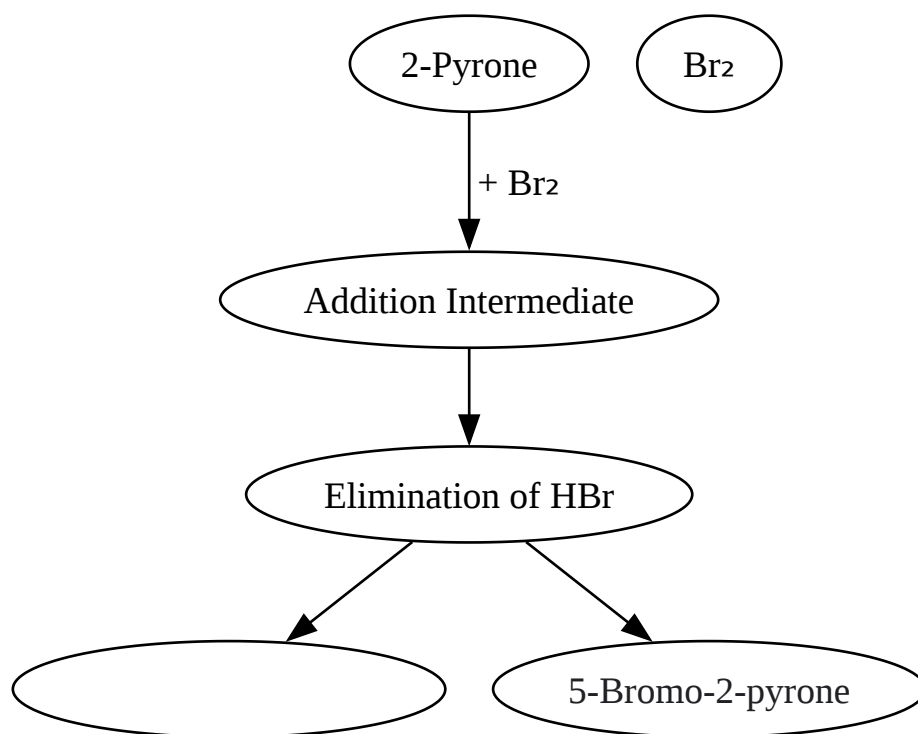 2-Pyrone
Br₂
+ Br₂
Addition Intermediate
Elimination of HBr
5-Bromo-2-pyrone